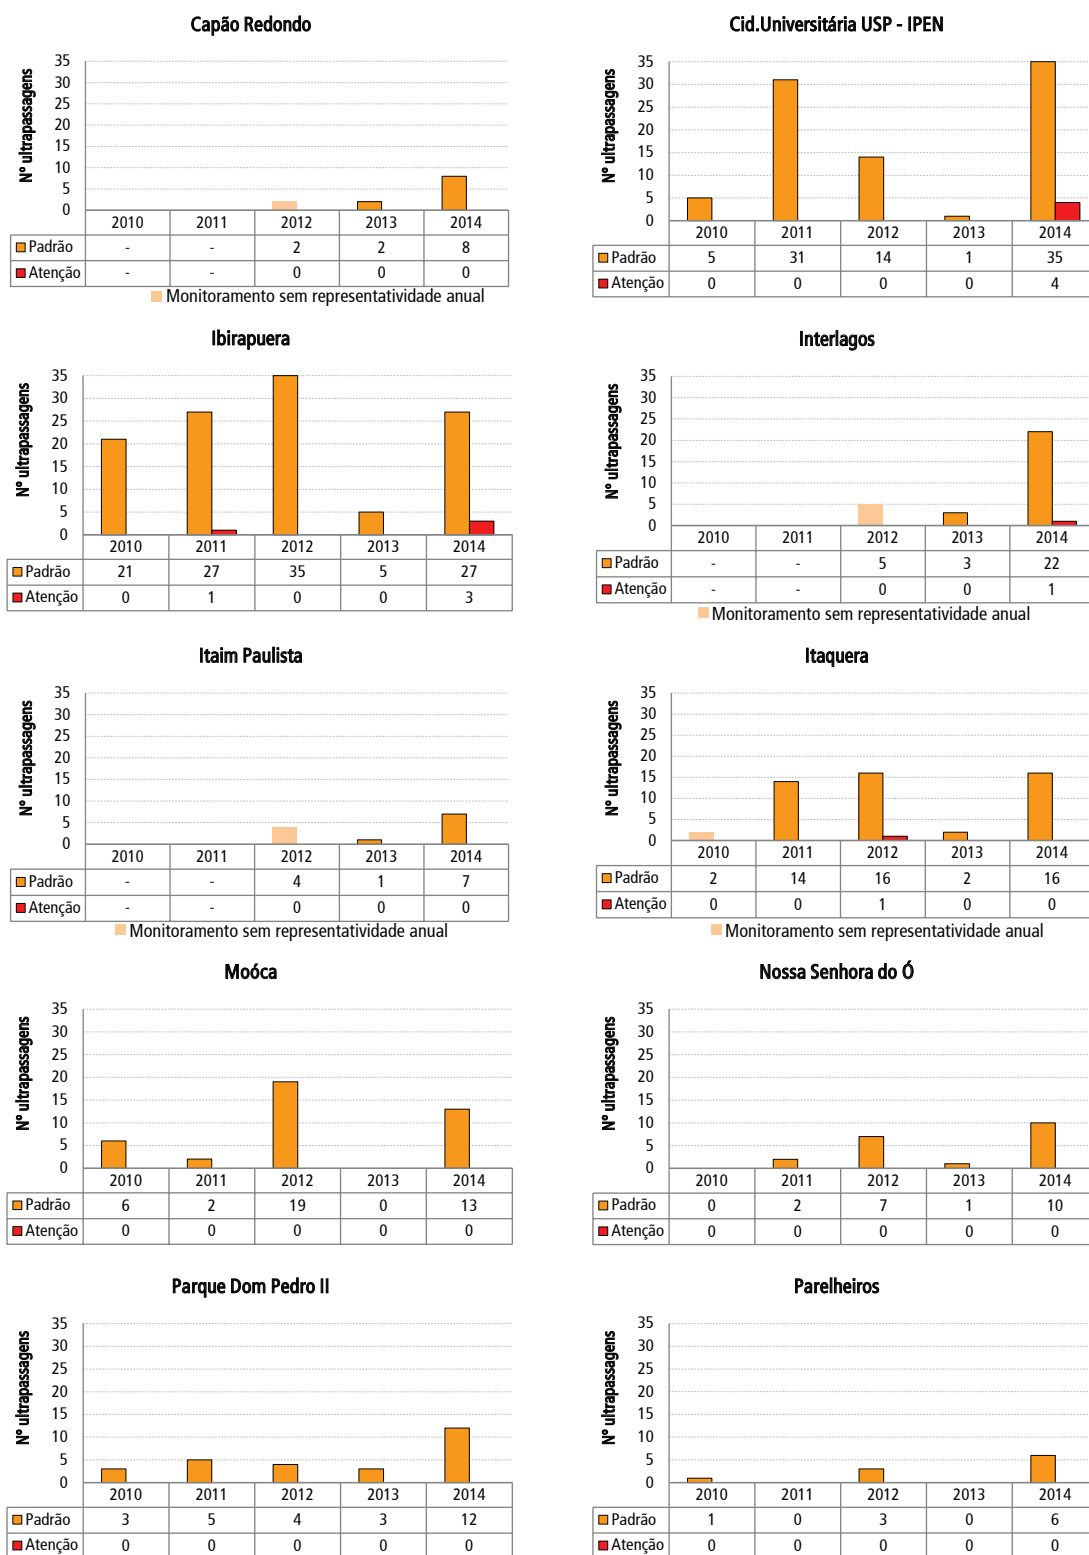 Capão Redondo
Nº ultrapassagens
35
30
25
20
15
10
5
0
2010 2011 2012 2013 2014
Padrão - - 2 2 8
Atenção - - 0 0 0
Monitoramento sem representatividade anual
Cid.Universitária USP - IPEN
Nº ultrapassagens
35
30
25
20
15
10
5
0
2010 2011 2012 2013 2014
Padrão 5 31 14 1 35
Atenção 0 0 0 0 4
Ibirapuera
Nº ultrapassagens
35
30
25
20
15
10
5
0
2010 2011 2012 2013 2014
Padrão 21 27 35 5 27
Atenção 0 1 0 0 3
Interlagos
Nº ultrapassagens
35
30
25
20
15
10
5
0
2010 2011 2012 2013 2014
Padrão - - 5 3 22
Atenção - - 0 0 1
Monitoramento sem representatividade anual
Itaim Paulista
Nº ultrapassagens
35
30
25
20
15
10
5
0
2010 2011 2012 2013 2014
Padrão - - 4 1 7
Atenção - - 0 0 0
Monitoramento sem representatividade anual
Itaquera
Nº ultrapassagens
35
30
25
20
15
10
5
0
2010 2011 2012 2013 2014
Padrão 2 14 16 2 16
Atenção 0 0 1 0 0
Monitoramento sem representatividade anual
Moóca
Nº ultrapassagens
35
30
25
20
15
10
5
0
2010 2011 2012 2013 2014
Padrão 6 2 19 0 13
Atenção 0 0 0 0 0
Nossa Senhora do Ó
Nº ultrapassagens
35
30
25
20
15
10
5
0
2010 2011 2012 2013 2014
Padrão 0 2 7 1 10
Atenção 0 0 0 0 0
Parque Dom Pedro II
Nº ultrapassagens
35
30
25
20
15
10
5
0
2010 2011 2012 2013 2014
Padrão 3 5 4 3 12
Atenção 0 0 0 0 0
Parelheiros
Nº ultrapassagens
35
30
25
20
15
10
5
0
2010 2011 2012 2013 2014
Padrão 1 0 3 0 6
Atenção 0 0 0 0 0